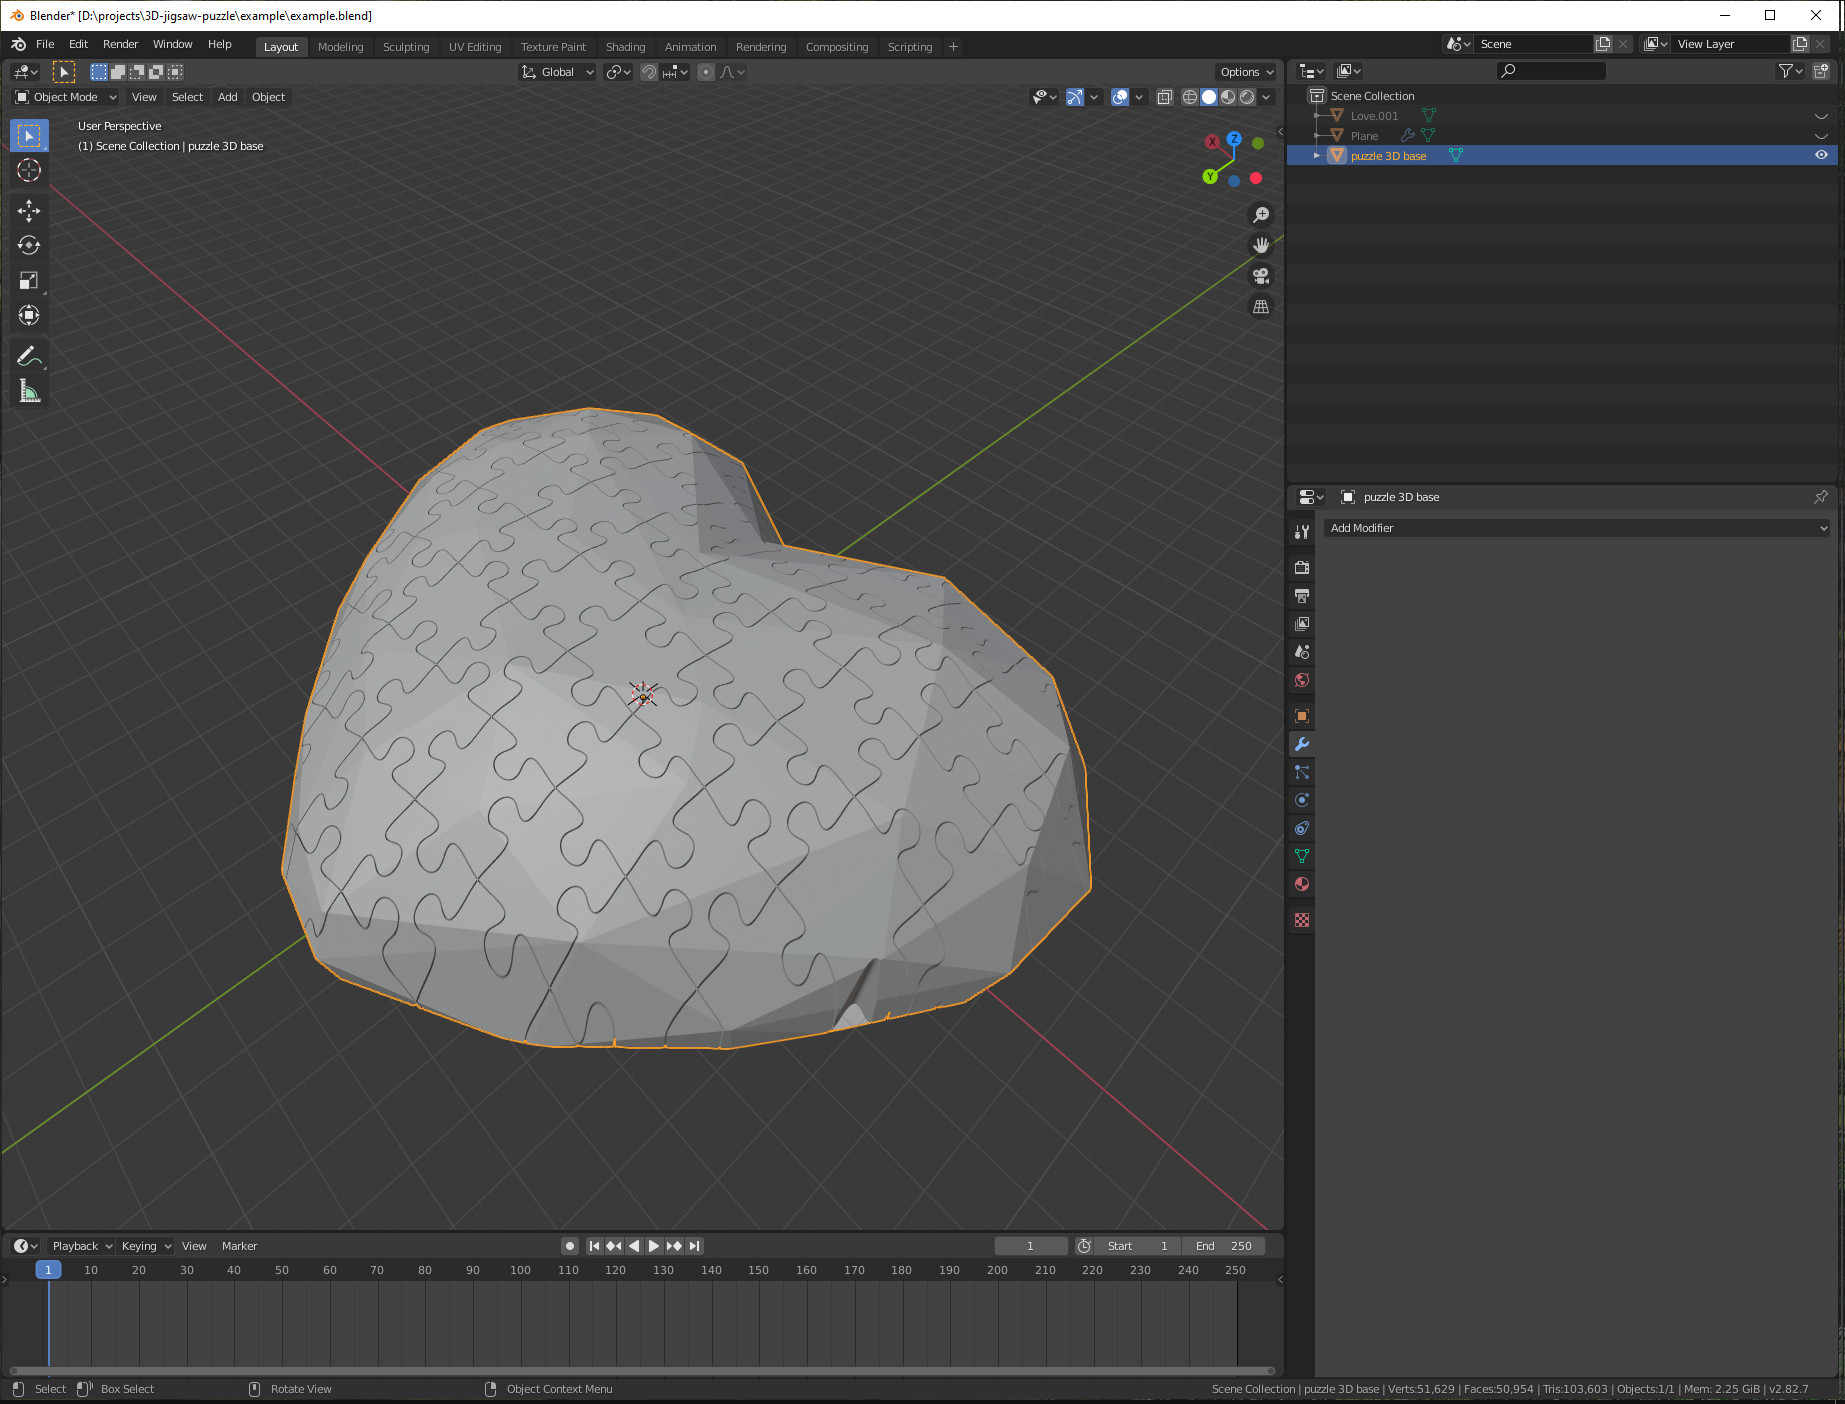 Blender* [D:\projects\3D-jigsaw-puzzle\example\example.blend]
File Edit Render Window Help Layout Modeling Sculpting UV Editing Texture Paint Shading Animation Rendering Compositing Scripting + Scene View Layer
Global Options
Object Mode View Select Add Object
User Perspective
(1) Scene Collection | puzzle 3D base
X Z
Y
Scene Collection
Love.001
Plane
puzzle 3D base
puzzle 3D base
Add Modifier
Playback Keying View Marker 1 Start 1 End 250
1 10 20 30 40 50 60 70 80 90 100 110 120 130 140 150 160 170 180 190 200 210 220 230 240 250
Select Box Select Rotate View Object Context Menu Scene Collection | puzzle 3D base | Verts:51,629 | Faces:50,954 | Tris:103,603 | Objects:1/1 | Mem: 2.25 GiB | v2.82.7